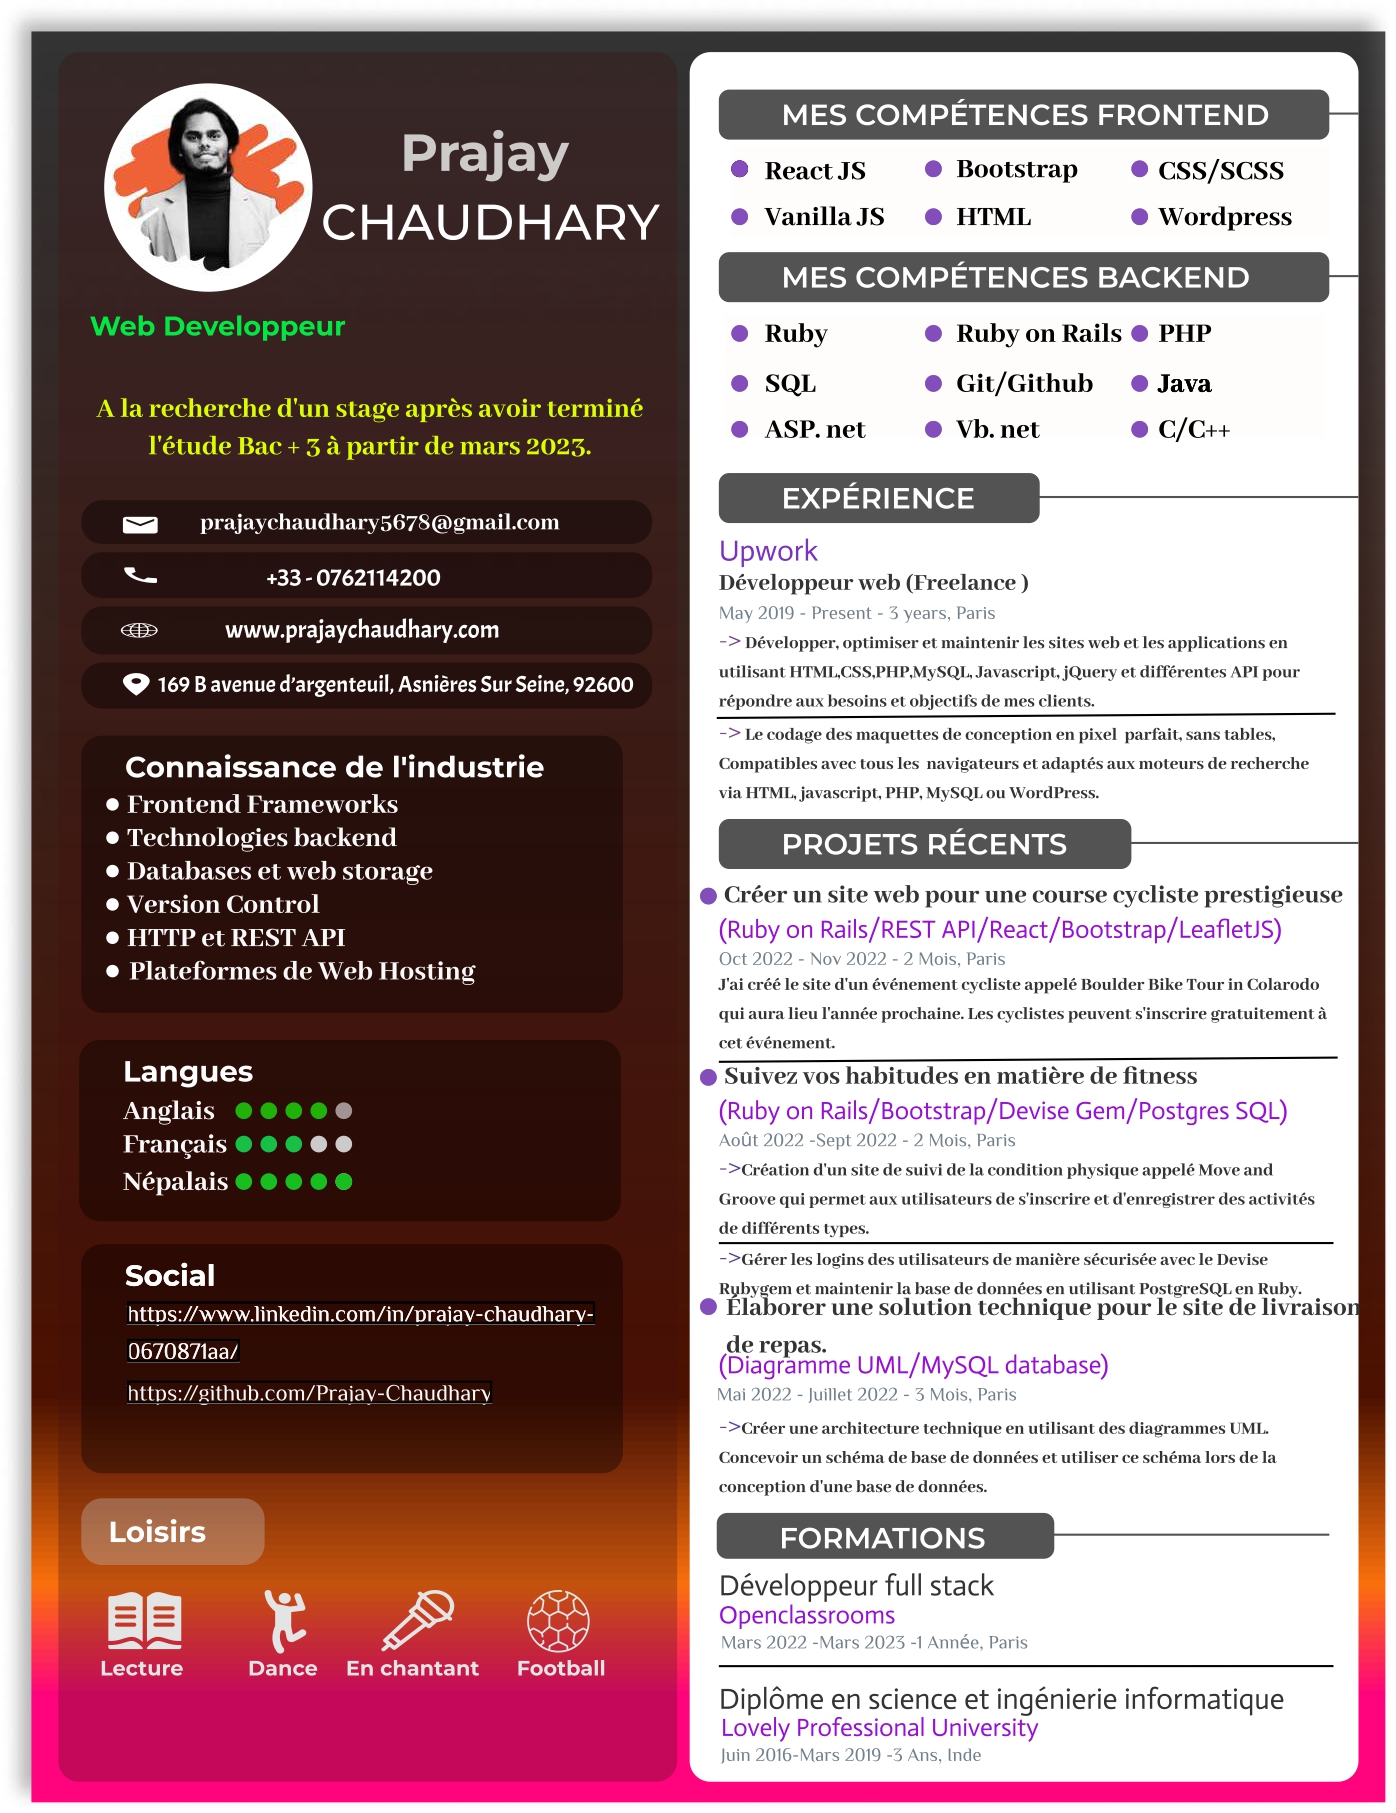 Prajay
CHAUDHARY
Web Developpeur
A la recherche d'un stage après avoir terminé
l'étude Bac + 3 à partir de mars 2023.
prajaychaudhary5678@gmail.com
+33 - 0762114200
www.prajaychaudhary.com
169 B avenue d'argenteuil, Asnières Sur Seine, 92600
Connaissance de l'industrie
Frontend Frameworks
Technologies backend
Databases et web storage
Version Control
HTTP et REST API
Plateformes de Web Hosting
Langues
Anglais
Français
Népalais
Social
https://www.linkedin.com/in/prajay-chaudhary-
0670871aa/
https://github.com/Prajay-Chaudhary
Loisirs
Lecture Dance En chantant Football
MES COMPÉTENCES FRONTEND
React JS Bootstrap CSS/SCSS
Vanilla JS HTML Wordpress
MES COMPÉTENCES BACKEND
Ruby Ruby on Rails PHP
SQL Git/Github Java
ASP. net Vb. net C/C++
EXPÉRIENCE
Upwork
Développeur web (Freelance )
May 2019 - Present - 3 years, Paris
-> Développer, optimiser et maintenir les sites web et les applications en
utilisant HTML,CSS,PHP,MySQL, Javascript, jQuery et différentes API pour
répondre aux besoins et objectifs de mes clients.
-> Le codage des maquettes de conception en pixel parfait, sans tables,
Compatibles avec tous les navigateurs et adaptés aux moteurs de recherche
via HTML, javascript, PHP, MySQL ou WordPress.
PROJETS RÉCENTS
Créer un site web pour une course cycliste prestigieuse
(Ruby on Rails/REST API/React/Bootstrap/LeafletJS)
Oct 2022 - Nov 2022 - 2 Mois, Paris
J'ai créé le site d'un événement cycliste appelé Boulder Bike Tour in Colarodo
qui aura lieu l'année prochaine. Les cyclistes peuvent s'inscrire gratuitement à
cet événement.
Suivez vos habitudes en matière de fitness
(Ruby on Rails/Bootstrap/Devise Gem/Postgres SQL)
Août 2022 -Sept 2022 - 2 Mois, Paris
->Création d'un site de suivi de la condition physique appelé Move and
Groove qui permet aux utilisateurs de s'inscrire et d'enregistrer des activités
de différents types.
->Gérer les logins des utilisateurs de manière sécurisée avec le Devise
Rubygem et maintenir la base de données en utilisant PostgreSQL en Ruby.
Élaborer une solution technique pour le site de livraison
de repas.
(Diagramme UML/MySQL database)
Mai 2022 - Juillet 2022 - 3 Mois, Paris
->Créer une architecture technique en utilisant des diagrammes UML.
Concevoir un schéma de base de données et utiliser ce schéma lors de la
conception d'une base de données.
FORMATIONS
Développeur full stack
Openclassrooms
Mars 2022 -Mars 2023 -1 Année, Paris
Diplôme en science et ingénierie informatique
Lovely Professional University
Juin 2016-Mars 2019 -3 Ans, Inde